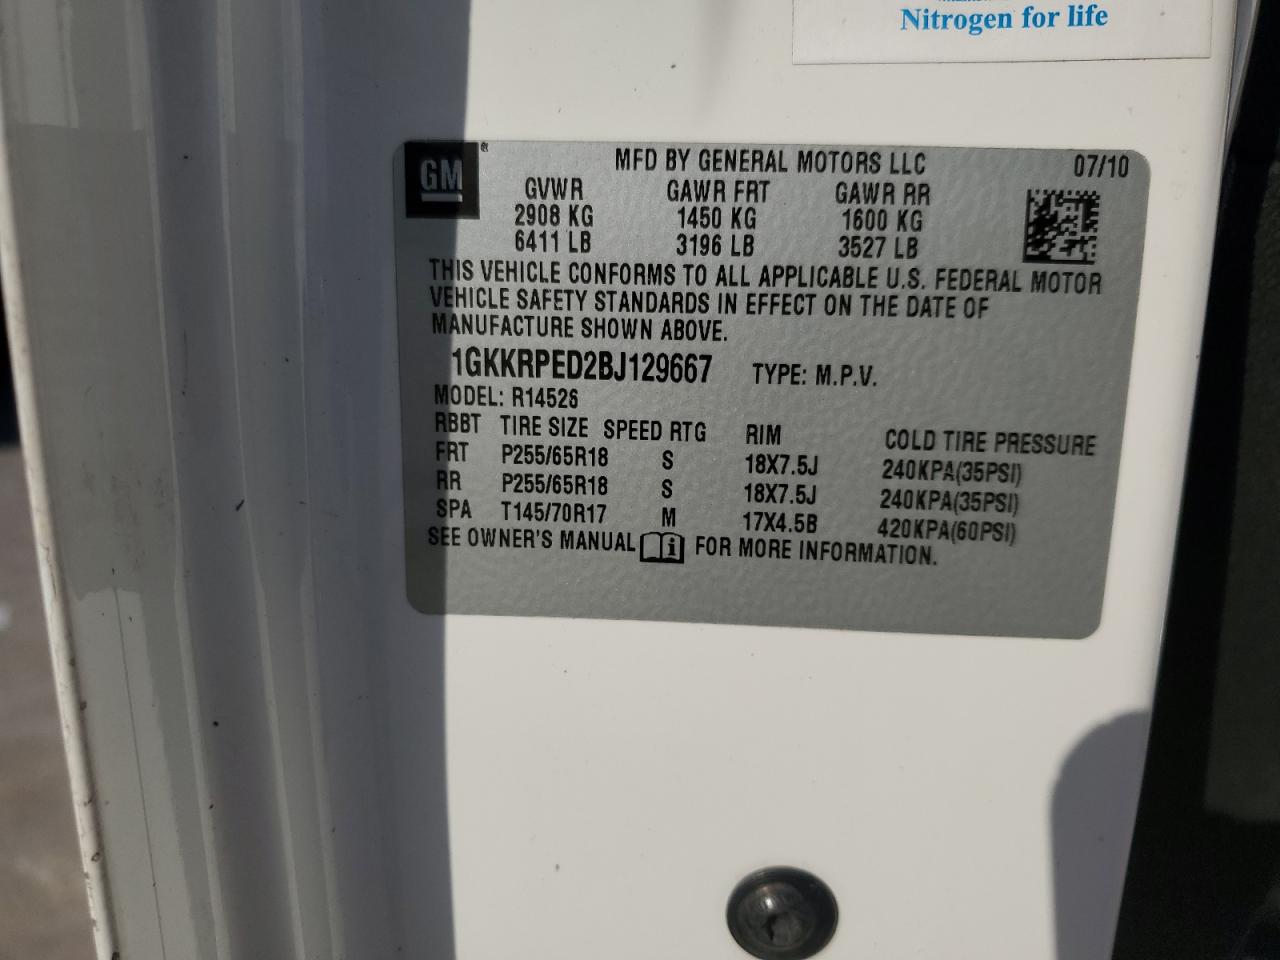 Nitrogen for life
GM ® MFD BY GENERAL MOTORS LLC 07/10
GVWR GAWR FRT GAWR RR
2908 KG 1450 KG 1600 KG
6411 LB 3196 LB 3527 LB
THIS VEHICLE CONFORMS TO ALL APPLICABLE U.S. FEDERAL MOTOR
VEHICLE SAFETY STANDARDS IN EFFECT ON THE DATE OF
MANUFACTURE SHOWN ABOVE.
1GKKRPED2BJ129667 TYPE: M.P.V.
MODEL: R14526
RBBT TIRE SIZE SPEED RTG RIM COLD TIRE PRESSURE
FRT P255/65R18 S 18X7.5J 240KPA(35PSI)
RR P255/65R18 S 18X7.5J 240KPA(35PSI)
SPA T145/70R17 M 17X4.5B 420KPA(60PSI)
SEE OWNER'S MANUAL i FOR MORE INFORMATION.